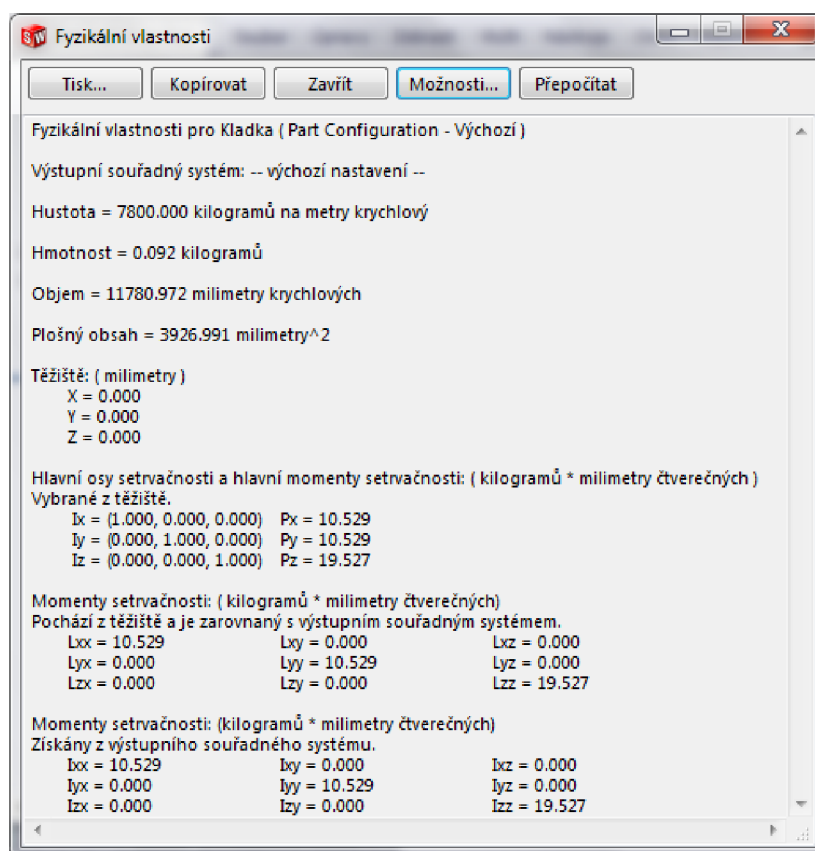 Fyzikální vlastnosti
Tisk... Kopírovat Zavřít Možnosti... Přepočítat
Fyzikální vlastnosti pro Kladka ( Part Configuration - Výchozí )
Výstupní souřadný systém: -- výchozí nastavení --
Hustota = 7800.000 kilogramů na metry krychlový
Hmotnost = 0.092 kilogramů
Objem = 11780.972 milimetry krychlových
Plošný obsah = 3926.991 milimetry^2
Těžiště: ( milimetry )
X = 0.000
Y = 0.000
Z = 0.000
Hlavní osy setrvačnosti a hlavní momenty setrvačnosti: ( kilogramů * milimetry čtverečných )
Vybrané z těžiště.
Ix = (1.000, 0.000, 0.000) Px = 10.529
Iy = (0.000, 1.000, 0.000) Py = 10.529
Iz = (0.000, 0.000, 1.000) Pz = 19.527
Momenty setrvačnosti: ( kilogramů * milimetry čtverečných)
Pochází z těžiště a je zarovnaný s výstupním souřadným systémem.
Lxx = 10.529 Lxy = 0.000 Lxz = 0.000
Lyx = 0.000 Lyy = 10.529 Lyz = 0.000
Lzx = 0.000 Lzy = 0.000 Lzz = 19.527
Momenty setrvačnosti: (kilogramů * milimetry čtverečných)
Získány z výstupního souřadného systému.
Ixx = 10.529 Ixy = 0.000 Ixz = 0.000
Iyx = 0.000 Iyy = 10.529 Iyz = 0.000
Izx = 0.000 Izy = 0.000 Izz = 19.527